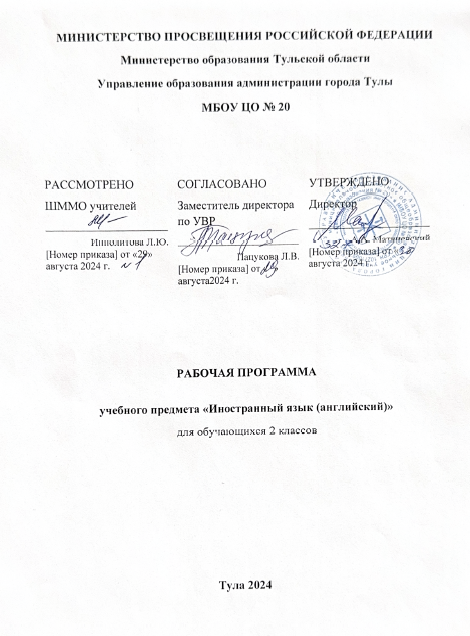 МИНИСТЕРСТВО ПРОСВЕЩЕНИЯ РОССИЙСКОЙ ФЕДЕРАЦИИ
Министерство образования Тульской области
Управление образования администрации города Тулы
МБОУ ЦО № 20
РАССМОТРЕНО
ШММО учителей
Ипполитова Л.Ю.
[Номер приказа] от «29»
августа 2024 г. № 1
СОГЛАСОВАНО
Заместитель директора
по УВР
Пацукова Л.В.
[Номер приказа] от
августа2024 г.
УТВЕРЖДЕНО
Директор
[Номер приказа] от «30
августа 2024 г.
РАБОЧАЯ ПРОГРАММА
учебного предмета «Иностранный язык (английский)»
для обучающихся 2 классов
Тула 2024